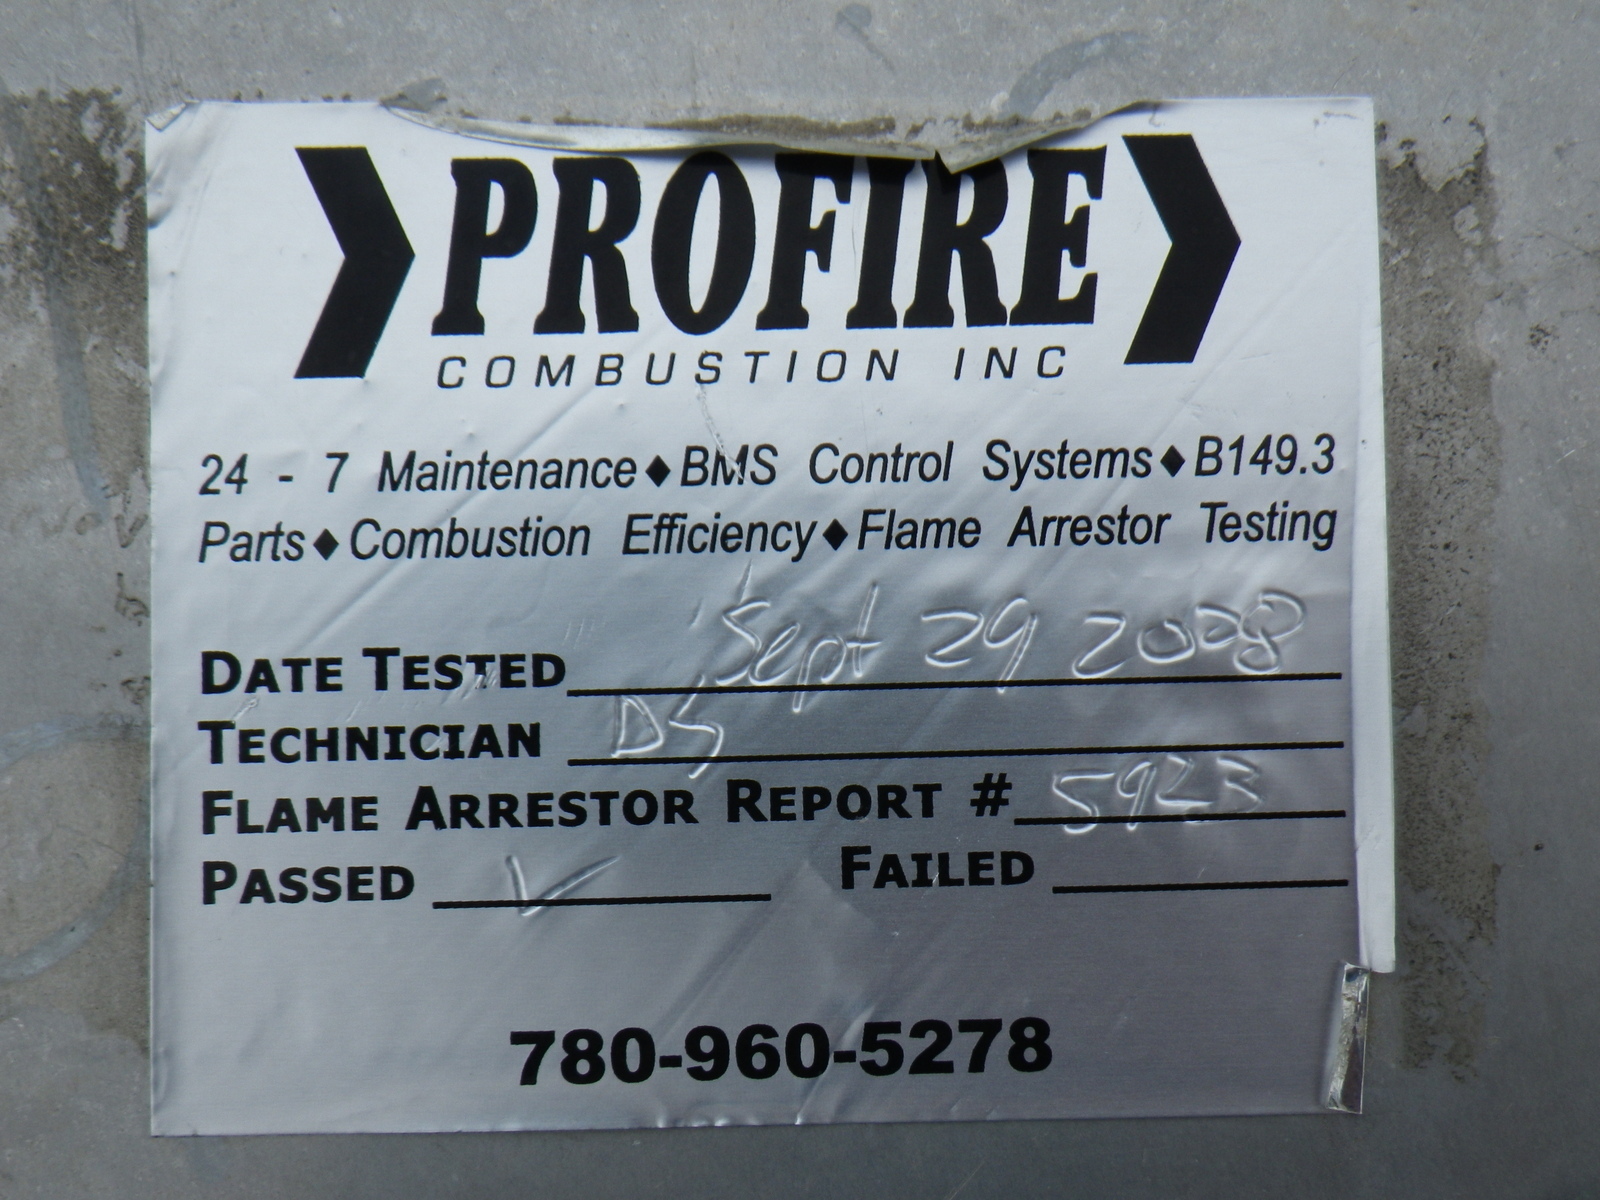 PROFIRE
COMBUSTION INC
24 - 7 Maintenance♦BMS Control Systems♦B149.3
Parts♦Combustion Efficiency♦Flame Arrestor Testing
DATE TESTED Sept 29 2008
TECHNICIAN DS
FLAME ARRESTOR REPORT # 5923
PASSED ✓ FAILED
780-960-5278